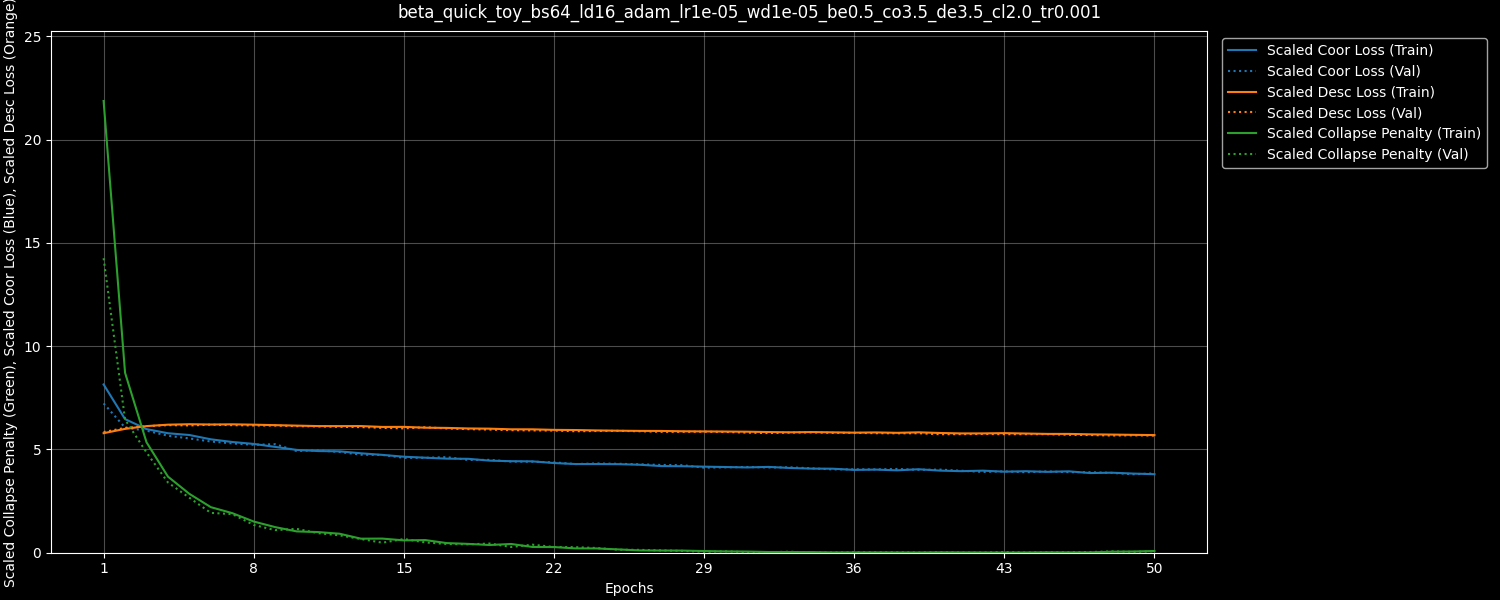 beta_quick_toy_bs64_ld16_adam_lr1e-05_wd1e-05_be0.5_co3.5_de3.5_cl2.0_tr0.001
Scaled Collapse Penalty (Green), Scaled Coor Loss (Blue), Scaled Desc Loss (Orange)
25
20
15
10
5
0
1 8 15 22 29 36 43 50
Epochs
Scaled Coor Loss (Train)
Scaled Coor Loss (Val)
Scaled Desc Loss (Train)
Scaled Desc Loss (Val)
Scaled Collapse Penalty (Train)
Scaled Collapse Penalty (Val)